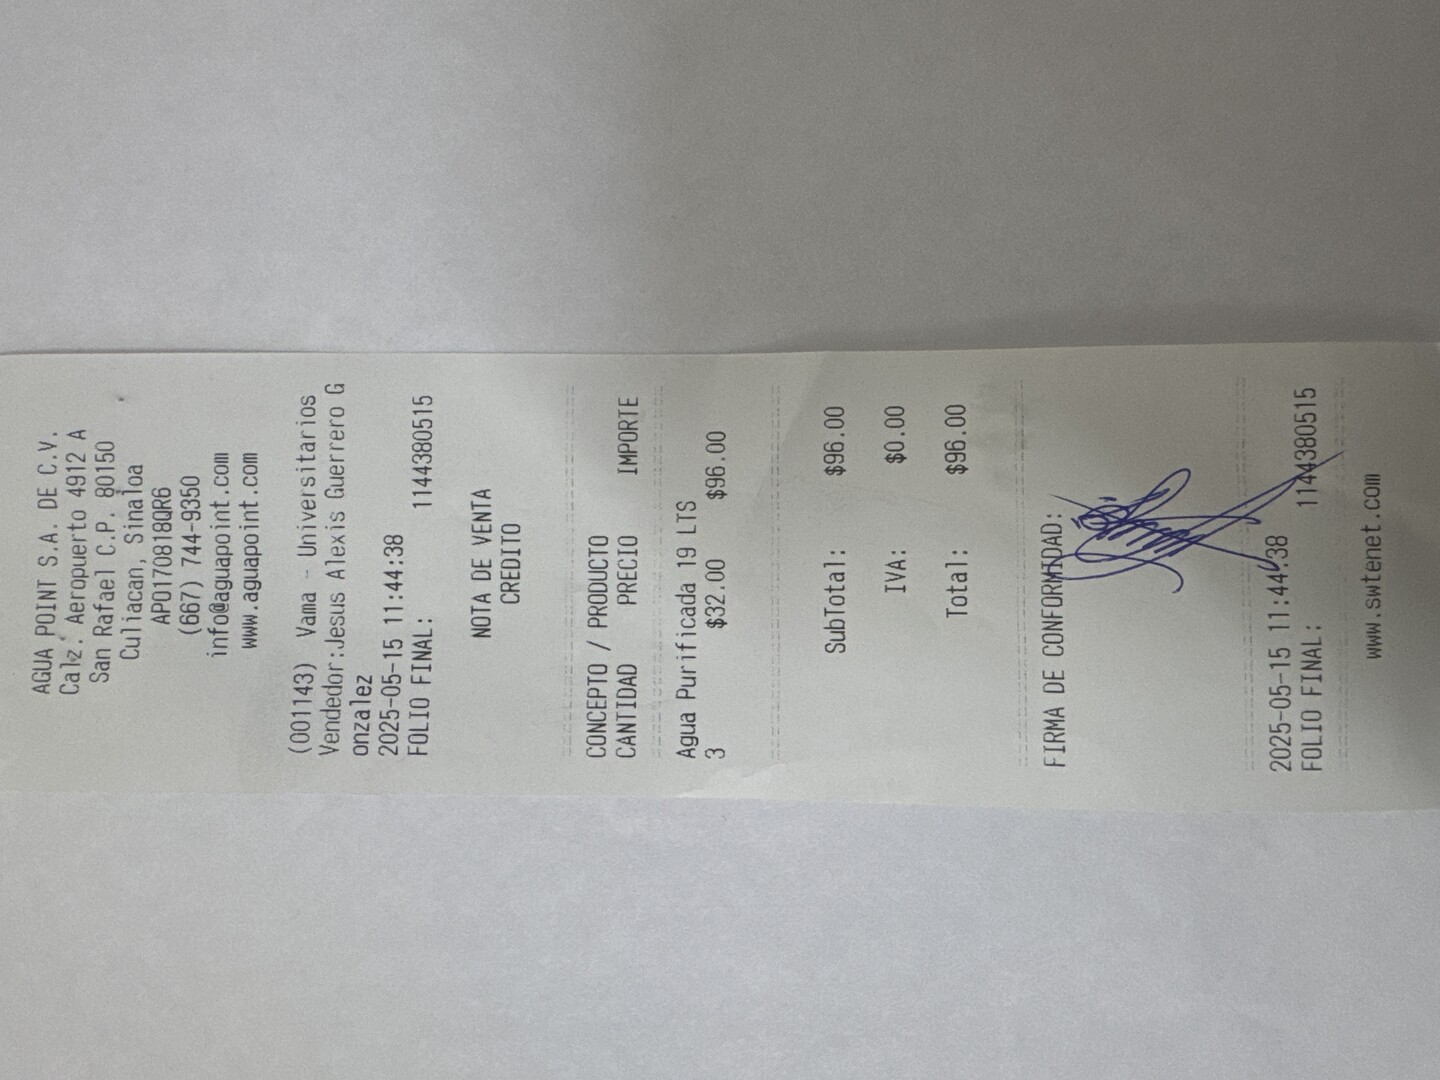 AGUA POINT S.A. DE C.V.
Calz. Aeropuerto 4912 A
San Rafael C.P. 80150
Culiacan, Sinaloa
APO170818QR6
(667) 744-9350
info@aguapoint.com
www.aguapoint.com
(001143) Vama - Universitarios
Vendedor:Jesus Alexis Guerrero G
onzalez
2025-05-15 11:44:38
FOLIO FINAL: 1144380515
NOTA DE VENTA
CREDITO
CONCEPTO / PRODUCTO
CANTIDAD PRECIO IMPORTE
Agua Purificada 19 LTS
3 $32.00 $96.00
SubTotal: $96.00
IVA: $0.00
Total: $96.00
FIRMA DE CONFORMIDAD:
2025-05-15 11:44:38
FOLIO FINAL: 1144380515
www.swtenet.com